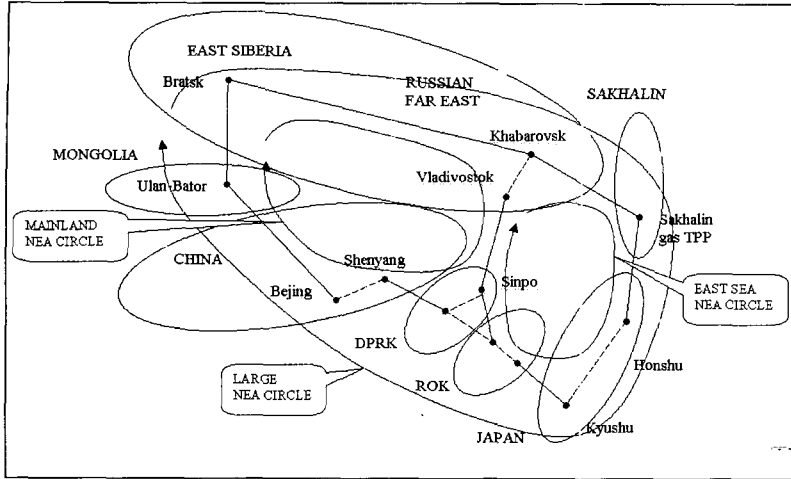 EAST SIBERIA
Bratsk
RUSSIAN
FAR EAST
SAKHALIN
Khabarovsk
MONGOLIA
Ulan-Bator
Vladivostok
MAINLAND
NEA CIRCLE
Sakhalin
gas TPP
CHINA
Shenyang
Bejing
Sinpo
EAST SEA
NEA CIRCLE
DPRK
LARGE
NEA CIRCLE
ROK
Honshu
JAPAN
Kyushu